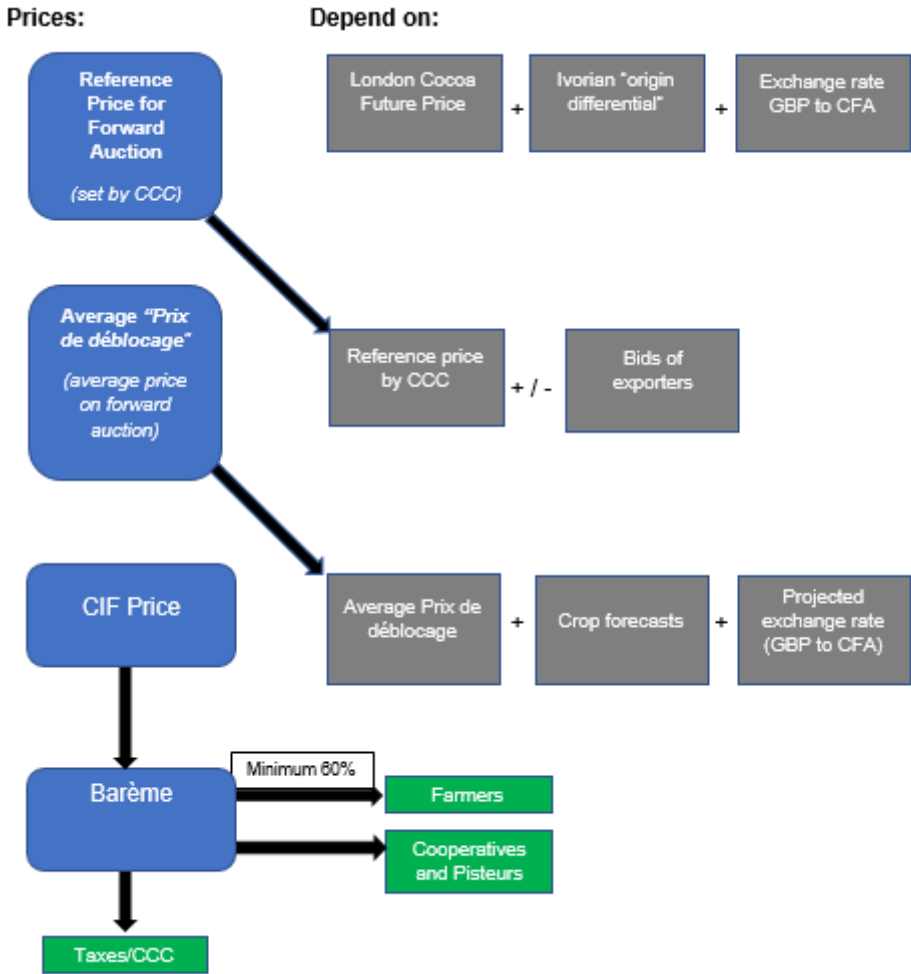 Prices:
Depend on:
Reference
Price for
Forward
Auction
(set by CCC)
London Cocoa
Future Price
+
Ivorian “origin
differential”
+
Exchange rate
GBP to CFA
Average “Prix
de déblocage”
(average price
on forward
auction)
Reference price
by CCC
+ / -
Bids of
exporters
CIF Price
Average Prix de
déblocage
+
Crop forecasts
+
Projected
exchange rate
(GBP to CFA)
Barème
Minimum 60%
Farmers
Cooperatives
and Pisteurs
Taxes/CCC